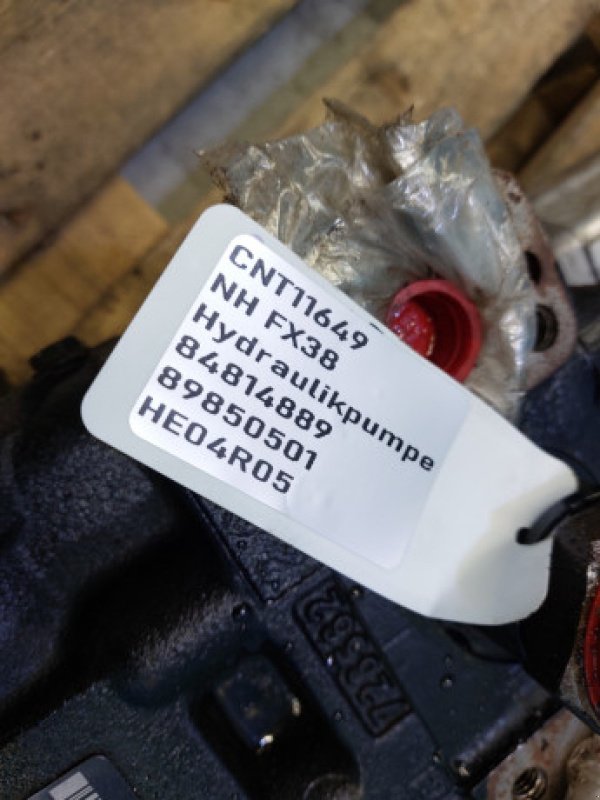 CNT11649
NH FX38
Hydraulikpumpe
84814889
89850501
HE04R05